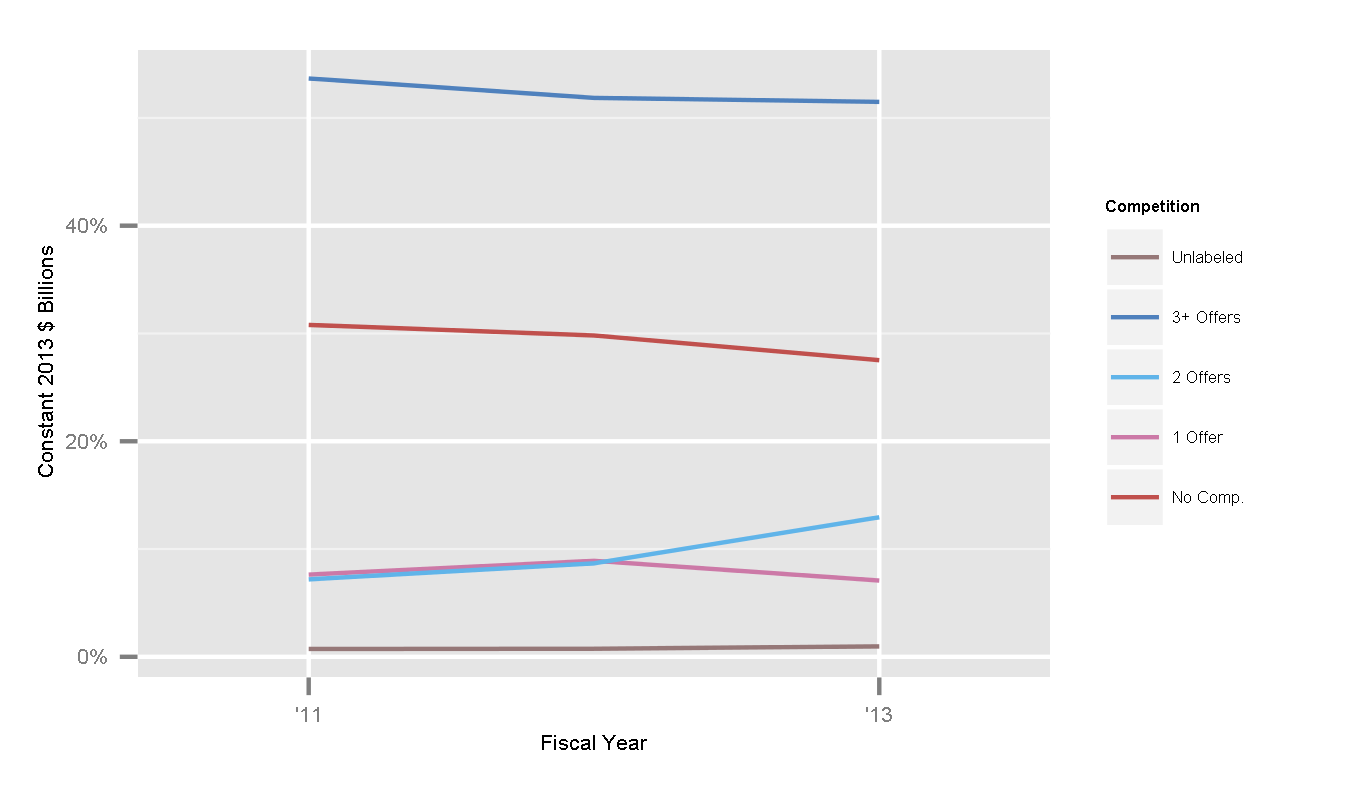 Constant 2013 $ Billions
40%
20%
0%
'11
'13
Fiscal Year
Competition
Unlabeled
3+ Offers
2 Offers
1 Offer
No Comp.